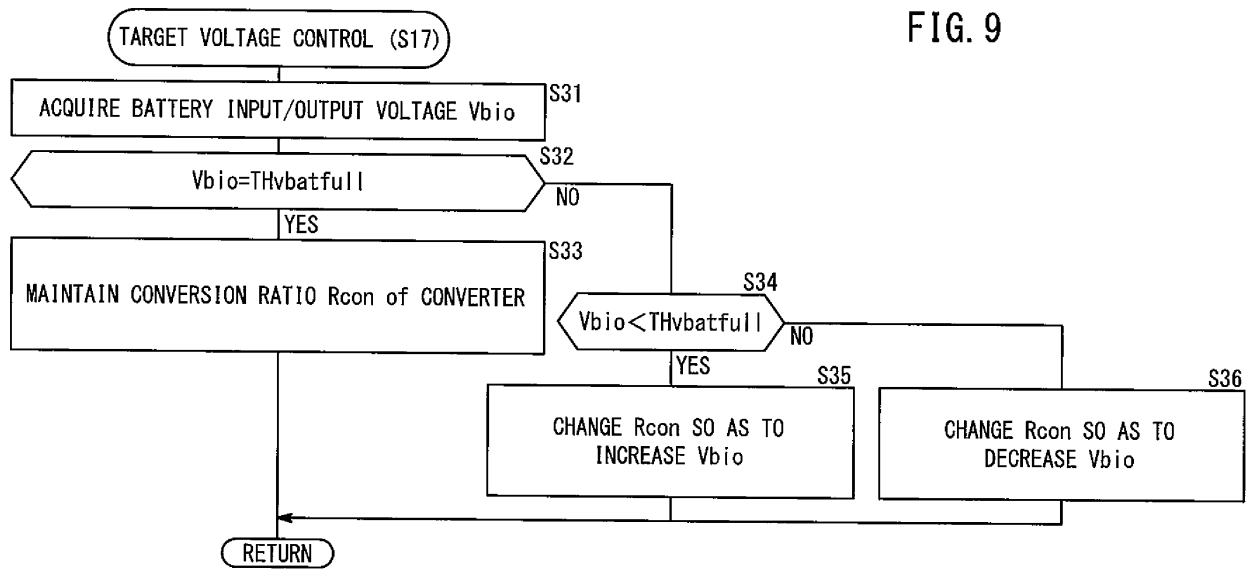 FIG. 9
TARGET VOLTAGE CONTROL (S17)
S31
ACQUIRE BATTERY INPUT/OUTPUT VOLTAGE Vbio
S32
Vbio=THvbatfull
NO
YES
S33
MAINTAIN CONVERSION RATIO Rcon of CONVERTER
S34
Vbio<THvbatfull
NO
YES
S35
CHANGE Rcon SO AS TO
INCREASE Vbio
S36
CHANGE Rcon SO AS TO
DECREASE Vbio
RETURN